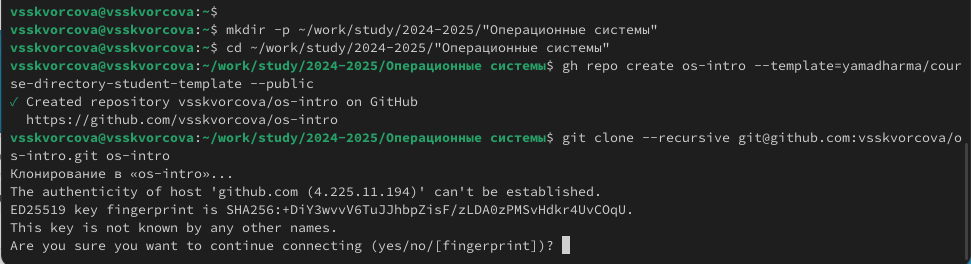 vsskvorcova@vsskvorcova:~$
vsskvorcova@vsskvorcova:~$ mkdir -p ~/work/study/2024-2025/"Операционные системы"
vsskvorcova@vsskvorcova:~$ cd ~/work/study/2024-2025/"Операционные системы"
vsskvorcova@vsskvorcova:~/work/study/2024-2025/Операционные системы$ gh repo create os-intro --template=yamadharma/cour
se-directory-student-template --public
✓ Created repository vsskvorcova/os-intro on GitHub
  https://github.com/vsskvorcova/os-intro
vsskvorcova@vsskvorcova:~/work/study/2024-2025/Операционные системы$ git clone --recursive git@github.com:vsskvorcova/o
s-intro.git os-intro
Клонирование в «os-intro»...
The authenticity of host 'github.com (4.225.11.194)' can't be established.
ED25519 key fingerprint is SHA256:+DiY3wvvV6TuJJhbpZisF/zLDA0zPMSvHdkr4UvCOqU.
This key is not known by any other names.
Are you sure you want to continue connecting (yes/no/[fingerprint])?